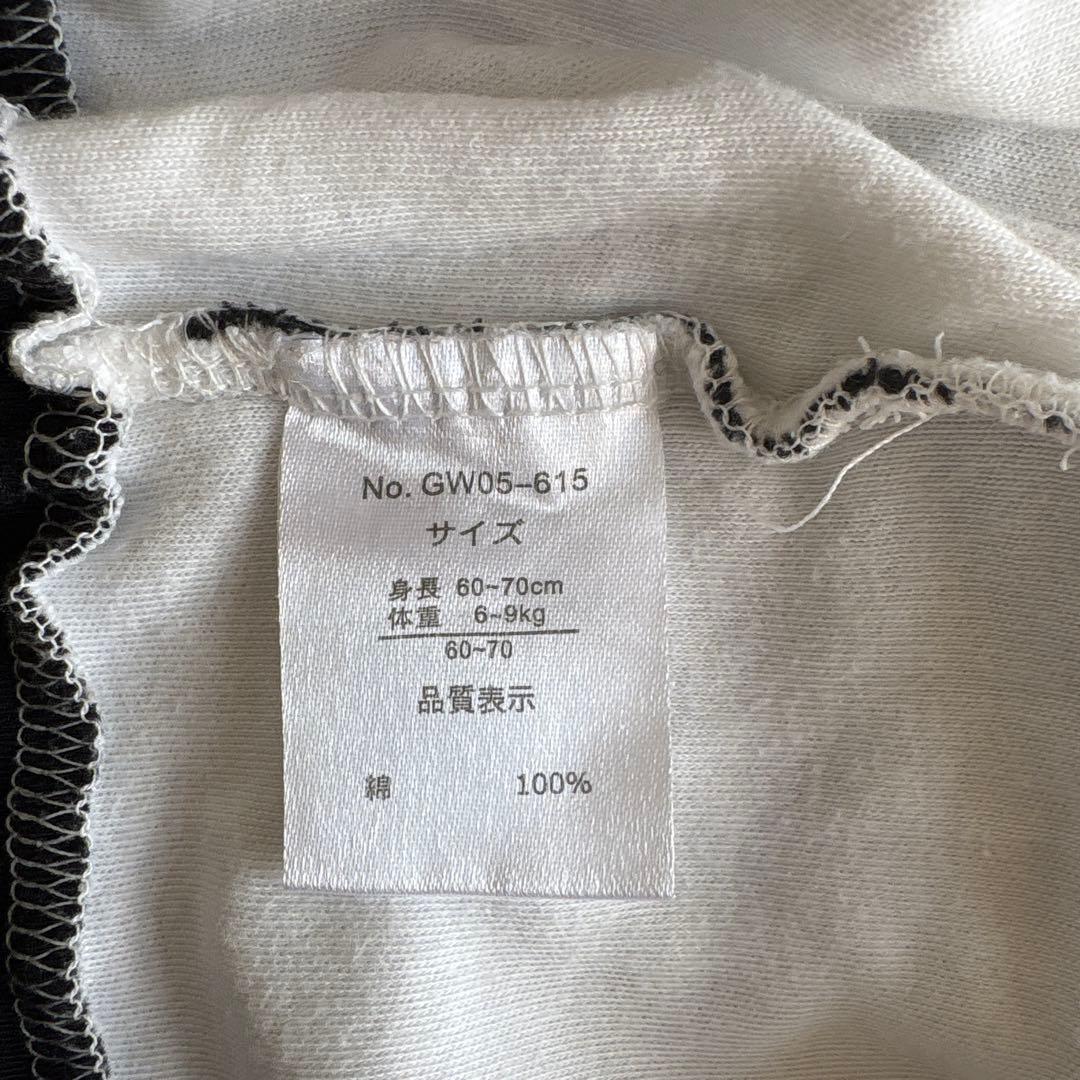 No. GW05-615
サイズ
身長 60~70cm
体重 6~9kg
60~70
品質表示
綿 100%